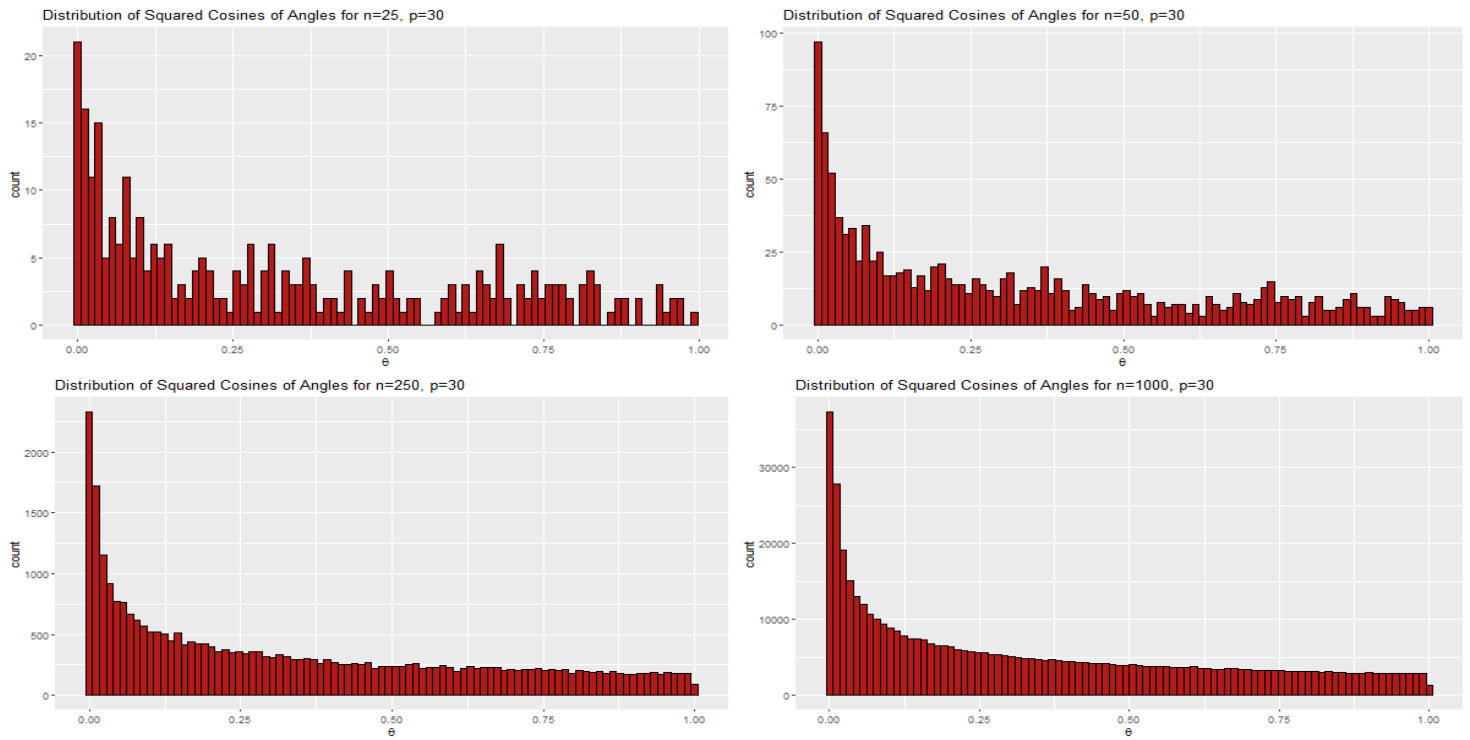 Distribution of Squared Cosines of Angles for n=25, p=30
20
15
10
5
0
count
0.00 0.25 0.50 0.75 1.00
θ
Distribution of Squared Cosines of Angles for n=50, p=30
100
75
50
25
0
count
0.00 0.25 0.50 0.75 1.00
θ
Distribution of Squared Cosines of Angles for n=250, p=30
2000
1500
1000
500
0
count
0.00 0.25 0.50 0.75 1.00
θ
Distribution of Squared Cosines of Angles for n=1000, p=30
30000
20000
10000
0
count
0.00 0.25 0.50 0.75 1.00
θ